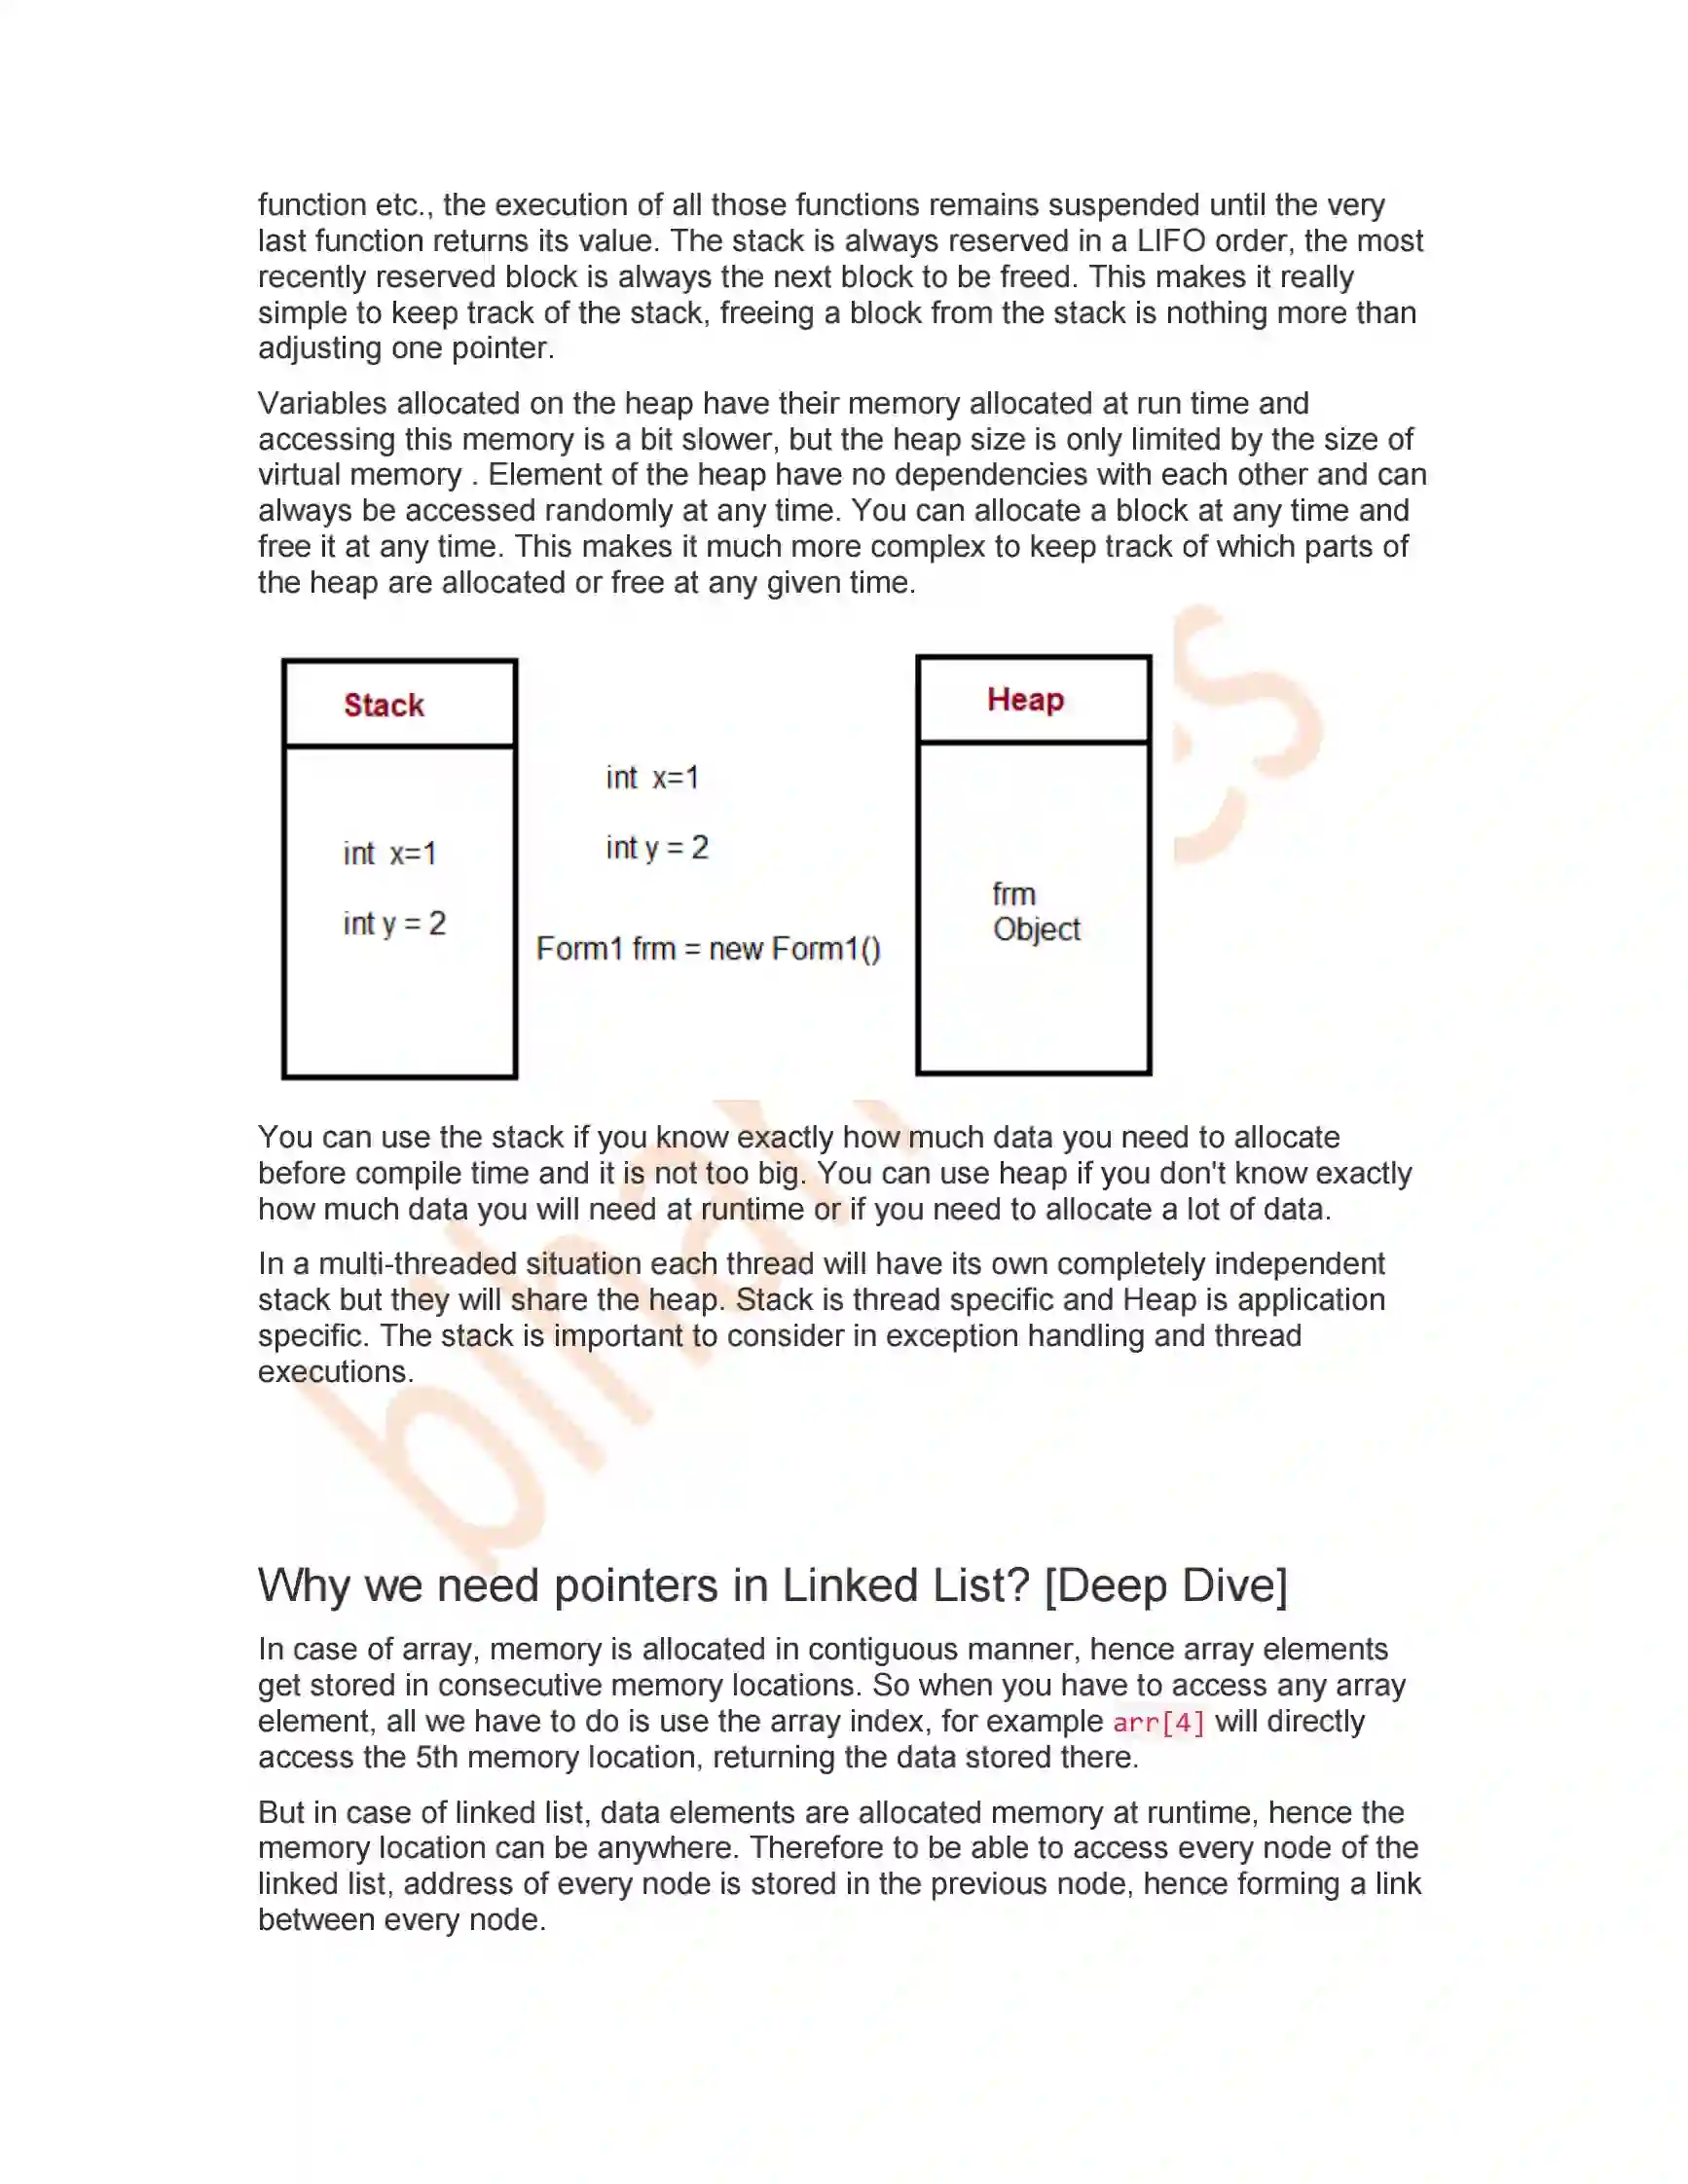 function etc., the execution of all those functions remains suspended until the very
last function returns its value. The stack is always reserved in a LIFO order, the most
recently reserved block is always the next block to be freed. This makes it really
simple to keep track of the stack, freeing a block from the stack is nothing more than
adjusting one pointer.
Variables allocated on the heap have their memory allocated at run time and
accessing this memory is a bit slower, but the heap size is only limited by the size of
virtual memory . Element of the heap have no dependencies with each other and can
always be accessed randomly at any time. You can allocate a block at any time and
free it at any time. This makes it much more complex to keep track of which parts of
the heap are allocated or free at any given time.
Stack
int x=1
int y = 2
int x=1
int y = 2
Form1 frm = new Form1()
Heap
frm
Object
You can use the stack if you know exactly how much data you need to allocate
before compile time and it is not too big. You can use heap if you don't know exactly
how much data you will need at runtime or if you need to allocate a lot of data.
In a multi-threaded situation each thread will have its own completely independent
stack but they will share the heap. Stack is thread specific and Heap is application
specific. The stack is important to consider in exception handling and thread
executions.
Why we need pointers in Linked List? [Deep Dive]
In case of array, memory is allocated in contiguous manner, hence array elements
get stored in consecutive memory locations. So when you have to access any array
element, all we have to do is use the array index, for example arr[4] will directly
access the 5th memory location, returning the data stored there.
But in case of linked list, data elements are allocated memory at runtime, hence the
memory location can be anywhere. Therefore to be able to access every node of the
linked list, address of every node is stored in the previous node, hence forming a link
between every node.